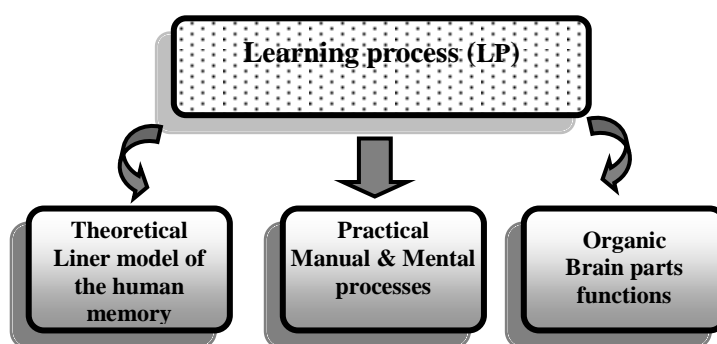 Learning process (LP)
Theoretical
Liner model of
the human
memory
Practical
Manual & Mental
processes
Organic
Brain parts
functions